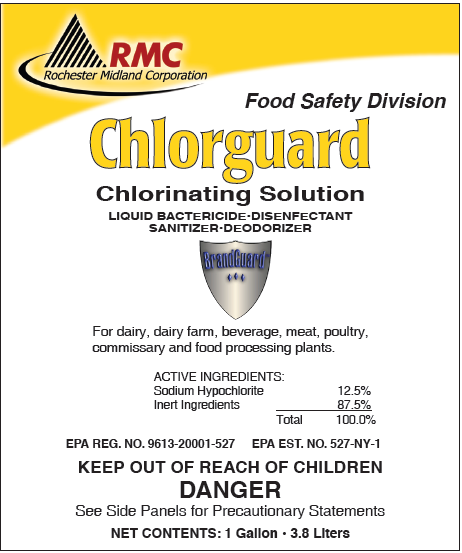 RMC
Rochester Midland Corporation
Food Safety Division
Chlorguard
Chlorinating Solution
LIQUID BACTERICIDE·DISENFECTANT
SANITIZER·DEODORIZER
BrandGuard
For dairy, dairy farm, beverage, meat, poultry,
commissary and food processing plants.
ACTIVE INGREDIENTS:
Sodium Hypochlorite 12.5%
Inert Ingredients 87.5%
Total 100.0%
EPA REG. NO. 9613-20001-527 EPA EST. NO. 527-NY-1
KEEP OUT OF REACH OF CHILDREN
DANGER
See Side Panels for Precautionary Statements
NET CONTENTS: 1 Gallon • 3.8 Liters